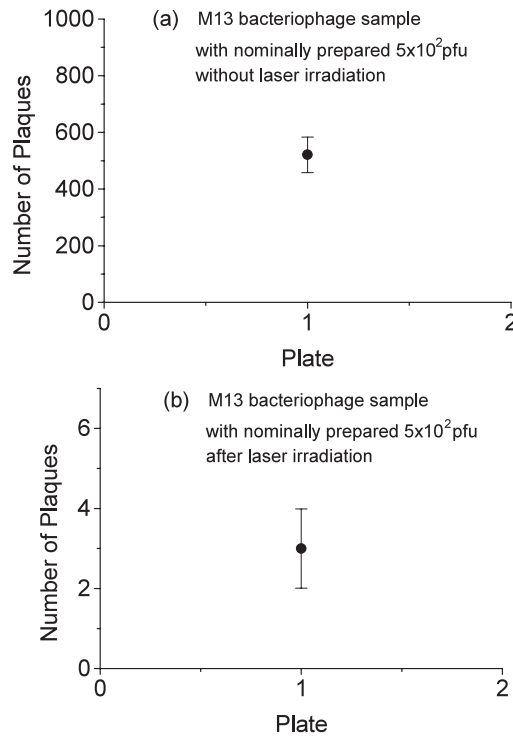 (a) M13 bacteriophage sample
with nominally prepared 5x10²pfu
without laser irradiation
1000
800
600
400
200
0
Number of Plaques
0 1 2
Plate
(b) M13 bacteriophage sample
with nominally prepared 5x10²pfu
after laser irradiation
6
4
2
0
Number of Plaques
0 1 2
Plate